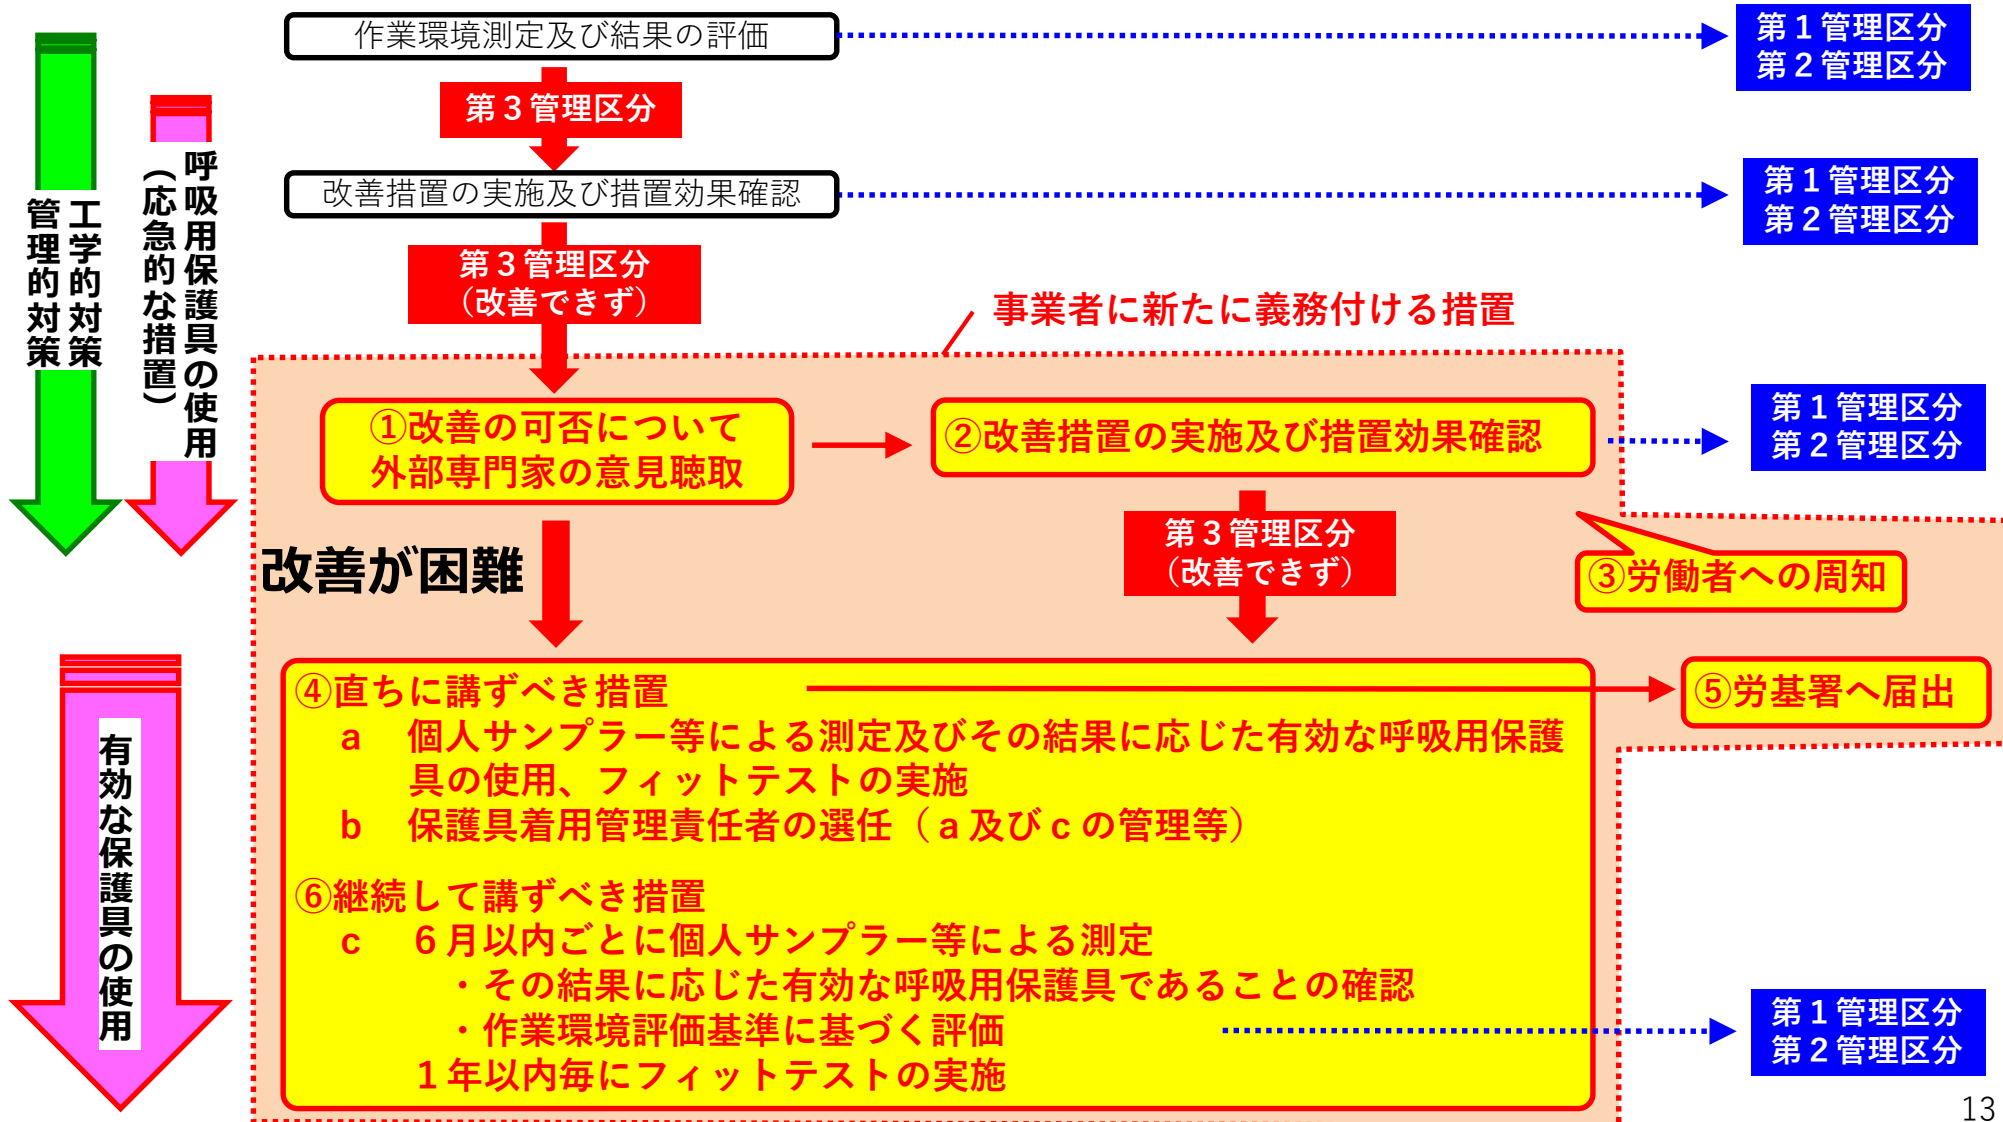 作業環境測定及び結果の評価
第１管理区分
第２管理区分
第３管理区分
改善措置の実施及び措置効果確認
第１管理区分
第２管理区分
第３管理区分
（改善できず）
工学的対策
管理的対策
呼吸用保護具の使用
（応急的な措置）
事業者に新たに義務付ける措置
①改善の可否について
外部専門家の意見聴取
②改善措置の実施及び措置効果確認
第１管理区分
第２管理区分
改善が困難
第３管理区分
（改善できず）
③労働者への周知
④直ちに講ずべき措置
a　個人サンプラー等による測定及びその結果に応じた有効な呼吸用保護
具の使用、フィットテストの実施
b　保護具着用管理責任者の選任（ａ及びｃの管理等）
⑤労基署へ届出
⑥継続して講ずべき措置
c　６月以内ごとに個人サンプラー等による測定
・その結果に応じた有効な呼吸用保護具であることの確認
・作業環境評価基準に基づく評価
１年以内毎にフィットテストの実施
第１管理区分
第２管理区分
有効な保護具の使用
13